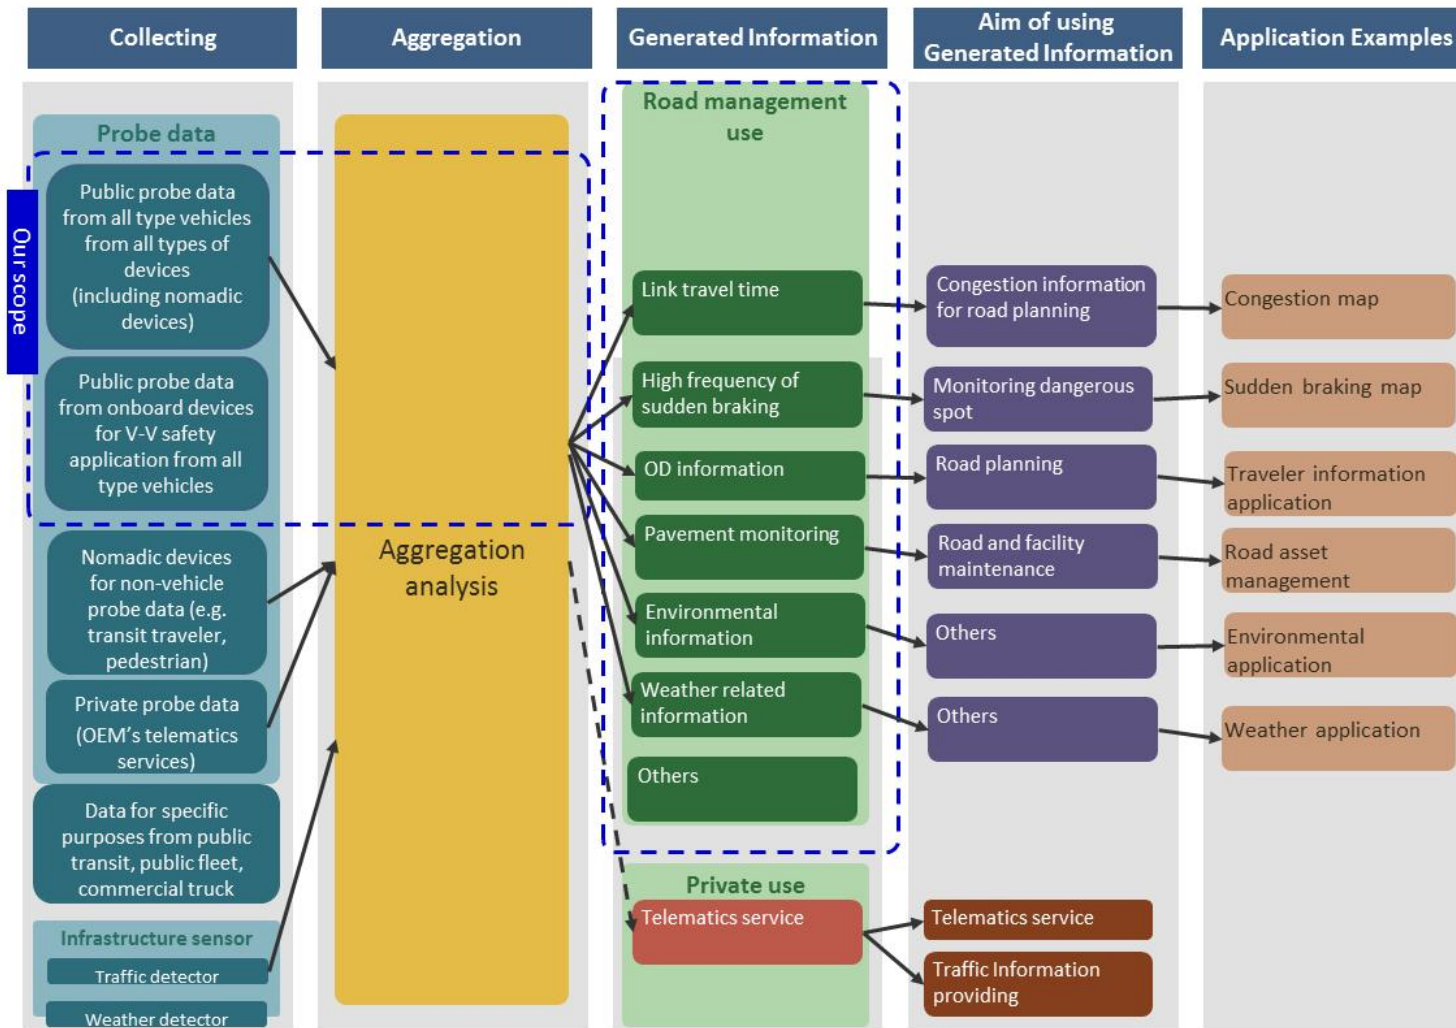 Collecting
Aggregation
Generated Information
Aim of using
Generated Information
Application Examples
Our scope
Probe data
Public probe data
from all type vehicles
from all types of
devices
(including nomadic
devices)
Public probe data
from onboard devices
for V-V safety
application from all
type vehicles
Nomadic devices
for non-vehicle
probe data (e.g.
transit traveler,
pedestrian)
Private probe data
(OEM's telematics
services)
Data for specific
purposes from public
transit, public fleet,
commercial truck
Infrastructure sensor
Traffic detector
Weather detector
Aggregation
analysis
Road management
use
Link travel time
High frequency of
sudden braking
OD information
Pavement monitoring
Environmental
information
Weather related
information
Others
Private use
Telematics service
Congestion information
for road planning
Monitoring dangerous
spot
Road planning
Road and facility
maintenance
Others
Others
Telematics service
Traffic Information
providing
Congestion map
Sudden braking map
Traveler information
application
Road asset
management
Environmental
application
Weather application